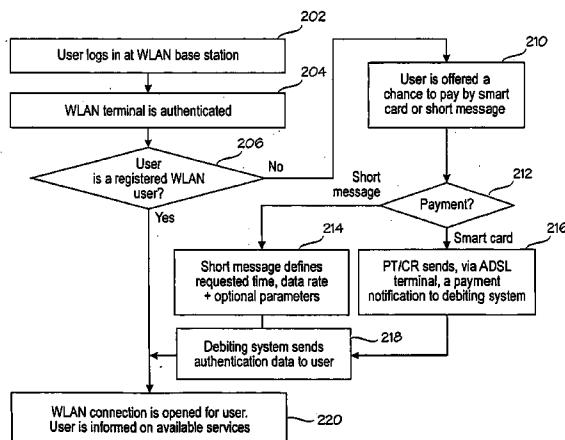 202
User logs in at WLAN base station
204
WLAN terminal is authenticated
206
User
is a registered WLAN
user?
No
Yes
210
User is offered a
chance to pay by smart
card or short message
212
Payment?
Short
message
Smart card
214
Short message defines
requested time, data rate
+ optional parameters
216
PT/CR sends, via ADSL
terminal, a payment
notification to debiting system
218
Debiting system sends
authentication data to user
WLAN connection is opened for user.
User is informed on available services
220